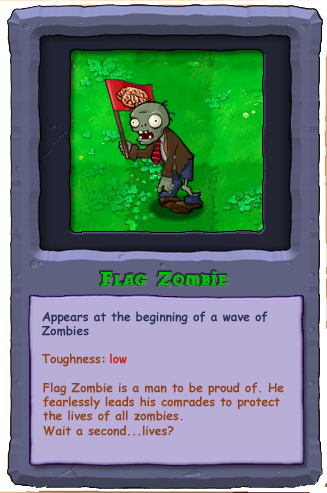 Flag Zombie
Appears at the beginning of a wave of
Zombies
Toughness: low
Flag Zombie is a man to be proud of. He
fearlessly leads his comrades to protect
the lives of all zombies.
Wait a second...lives?